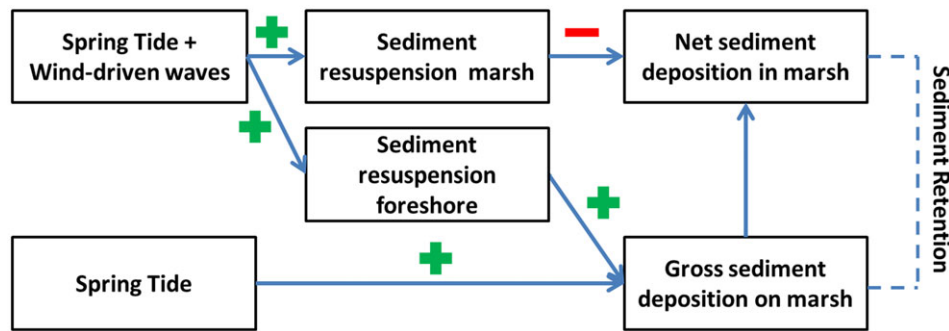 Spring Tide +
Wind-driven waves
Sediment
resuspension marsh
Net sediment
deposition in marsh
Sediment
resuspension
foreshore
Spring Tide
Gross sediment
deposition on marsh
Sediment Retention